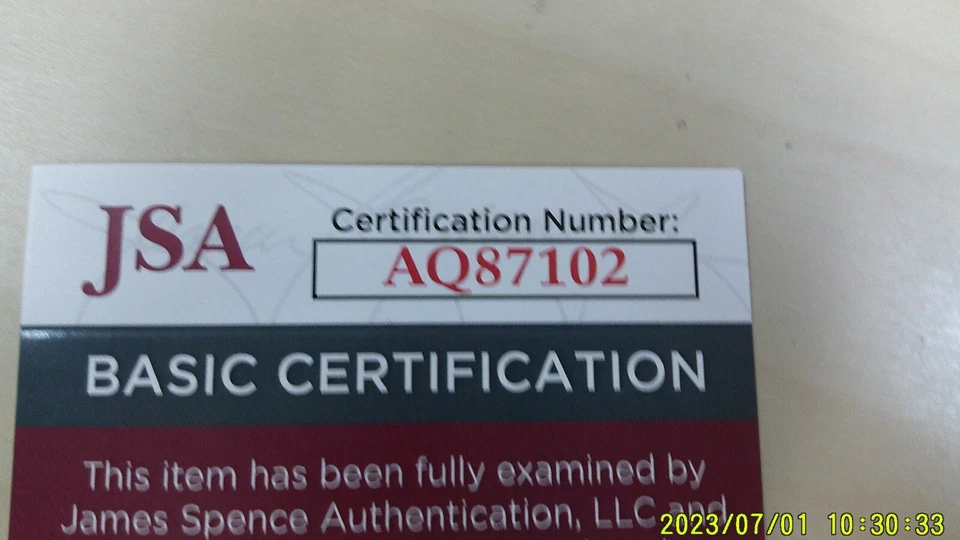 JSA
Certification Number:
AQ87102
BASIC CERTIFICATION
This item has been fully examined by
James Spence Authentication, LLC and
2023/07/01 10:30:33